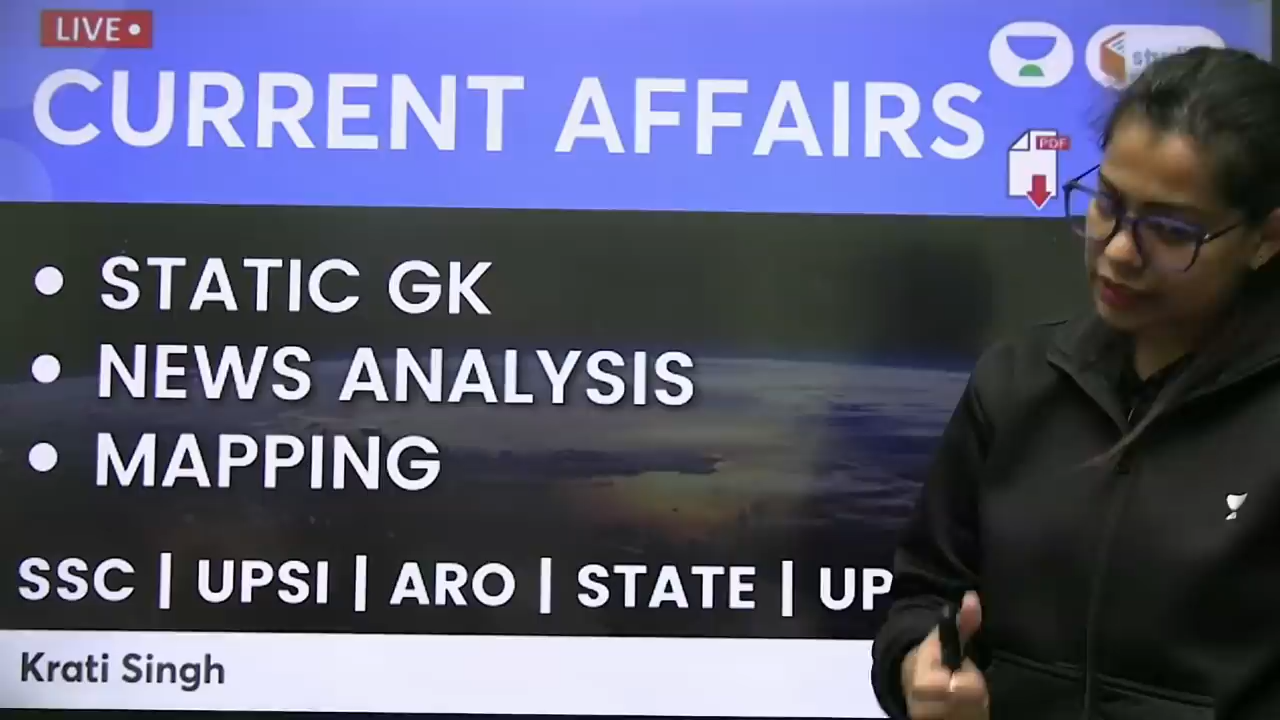 LIVE
CURRENT AFFAIRS
PDF
• STATIC GK
• NEWS ANALYSIS
• MAPPING
SSC | UPSI | ARO | STATE | UP
Krati Singh